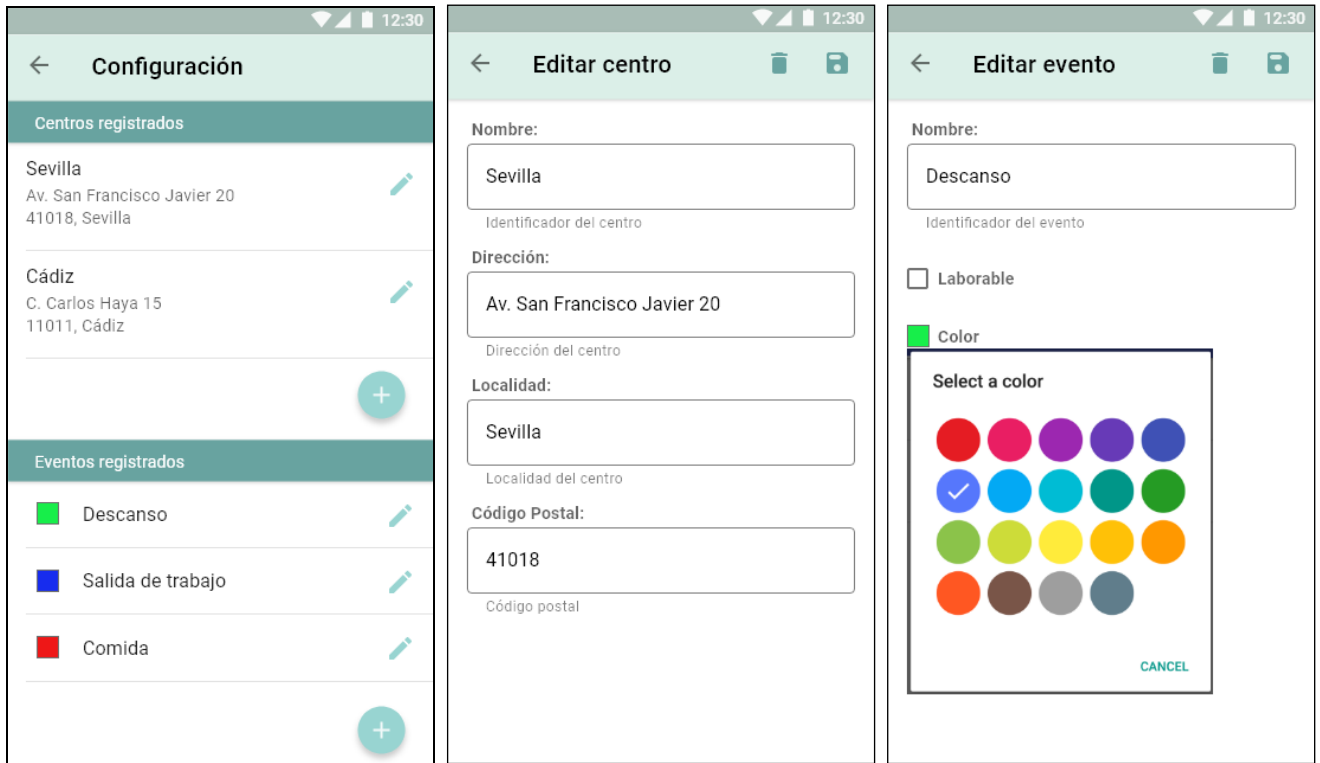 12:30
Configuración
Centros registrados
Sevilla
Av. San Francisco Javier 20
41018, Sevilla
Cádiz
C. Carlos Haya 15
11011, Cádiz
Eventos registrados
Descanso
Salida de trabajo
Comida
12:30
Editar centro
Nombre:
Sevilla
Identificador del centro
Dirección:
Av. San Francisco Javier 20
Dirección del centro
Localidad:
Sevilla
Localidad del centro
Código Postal:
41018
Código postal
12:30
Editar evento
Nombre:
Descanso
Identificador del evento
Laborable
Color
Select a color
CANCEL